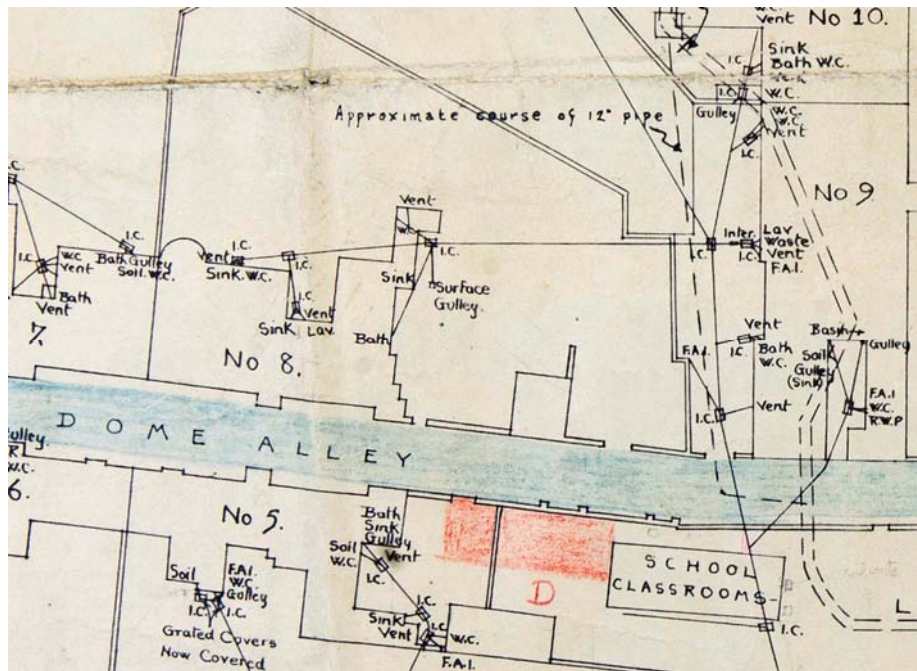 W.C.
Vent
No 10.
I.C.
Sink
Bath W.C.
W.C.
I.C.
W.C.
Gulley
W.C.
W.C.
Vent
I.C.
Approximate course of 12" pipe
No 9
I.C.
I.C.
Bath Gulley
Soil. W.C.
I.C.
W.C
Vent
Bath
Vent
7.
I.C.
Vent
Sink. W.C.
I.C.
I.C.
Vent
Sink
Lav.
Vent
W.C
I.C.
Sink
Surface
Gulley.
Bath
No 8.
Inter.
I.C.
Lav
Waste
Vent
F.A.I.
Vent
I.C.
Bath
W.C.
F.A.I.
I.C.
Vent
Basin
Soil
Gulley
(Sink)
Gulley
F.A.I
W.C.
R.W.P
DOME ALLEY
Gulley.
R
W.C.
6.
No 5.
Soil
F.A.I.
W.C.
Gulley
I.C.
I.C.
Grated Covers
Now Covered
Bath
Sink
Gulley
Soil
Vent
I.C.
I.C.
I.C.
Sink
Vent
W.C.
F.A.I.
D
SCHOOL
CLASSROOMS
I.C.
L